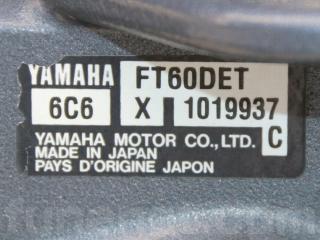 YAMAHA FT60DET
6C6 X 1019937
YAMAHA MOTOR CO., LTD. C
MADE IN JAPAN
PAYS D'ORIGINE JAPON